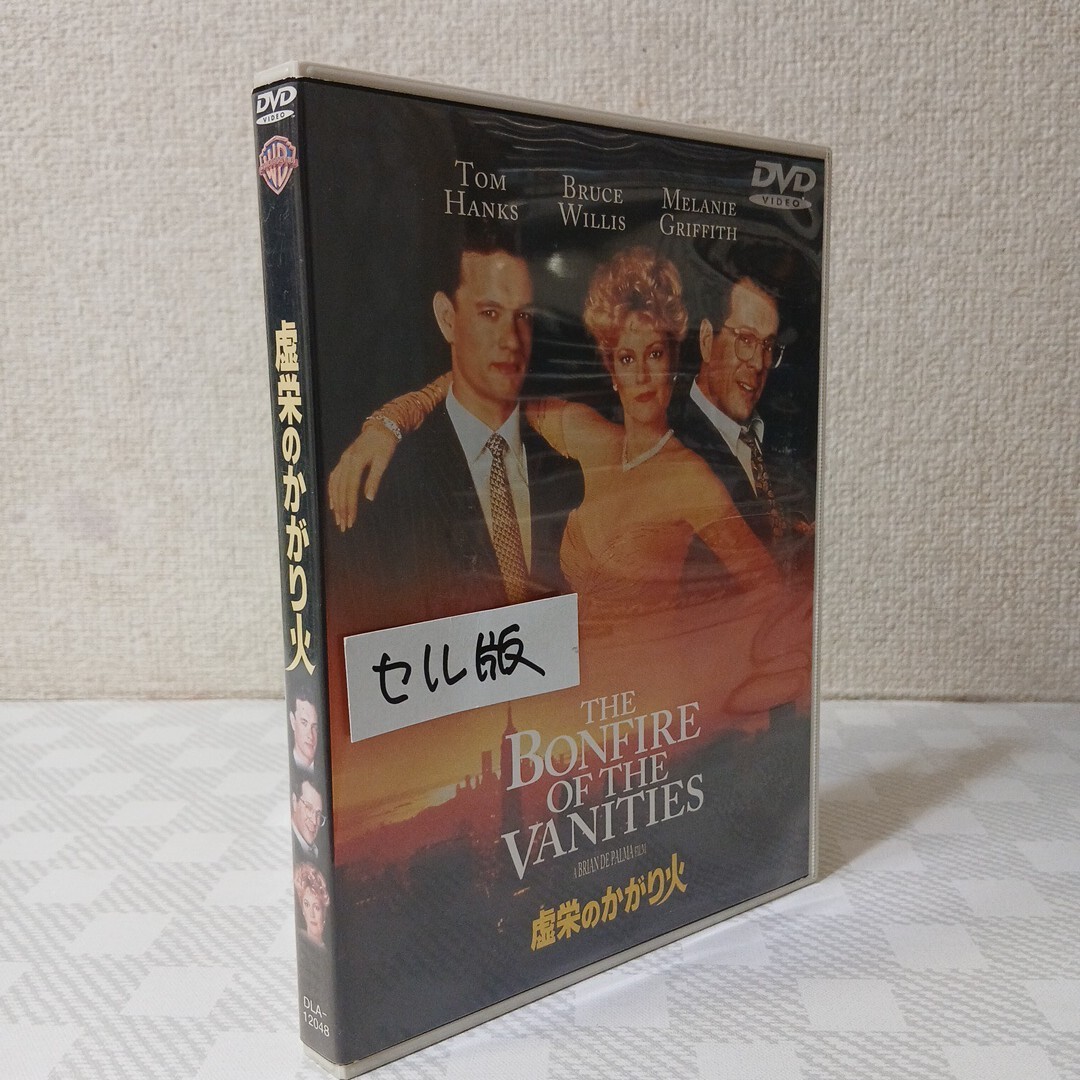 DVD
VIDEO
虚栄のかがり火
DLA-
12048
TOM
HANKS
BRUCE
WILLIS
MELANIE
GRIFFITH
DVD
VIDEO
セル版
THE
BONFIRE
OF THE
VANITIES
A BRIAN DE PALMA FILM
虚栄のかがり火